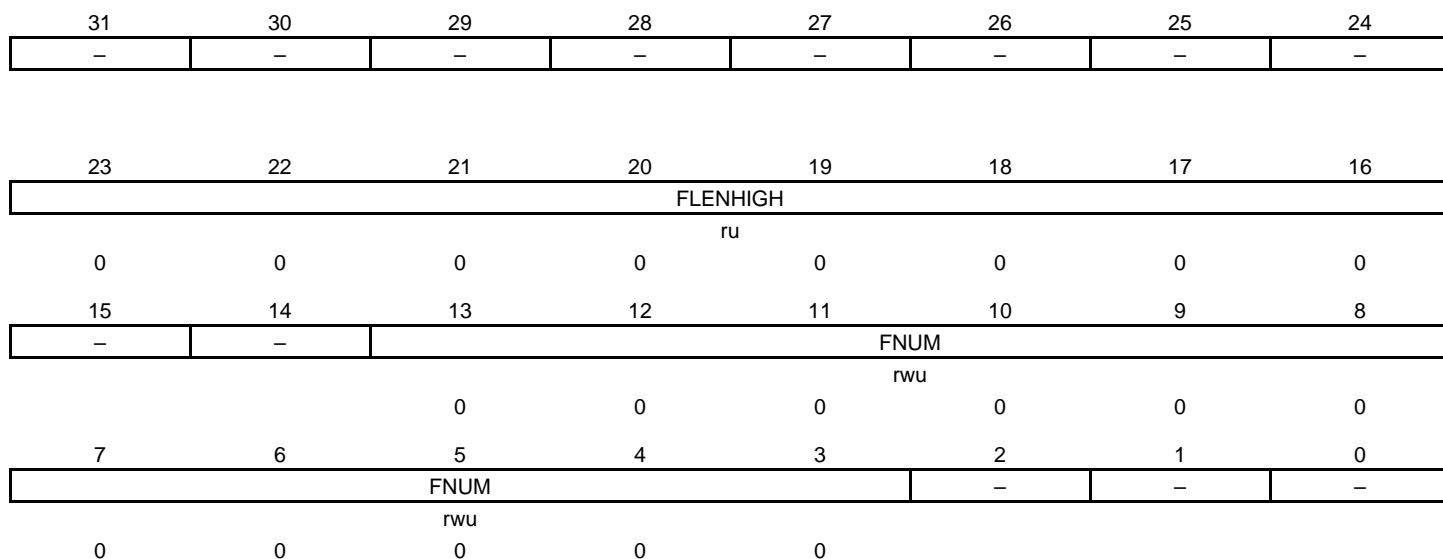 31 30 29 28 27 26 25 24
– – – – – – – –
23 22 21 20 19 18 17 16
FLENHIGH
ru
0 0 0 0 0 0 0 0
15 14 13 12 11 10 9 8
– – FNUM
rwu
0 0 0 0 0 0
7 6 5 4 3 2 1 0
FNUM – – –
rwu
0 0 0 0 0